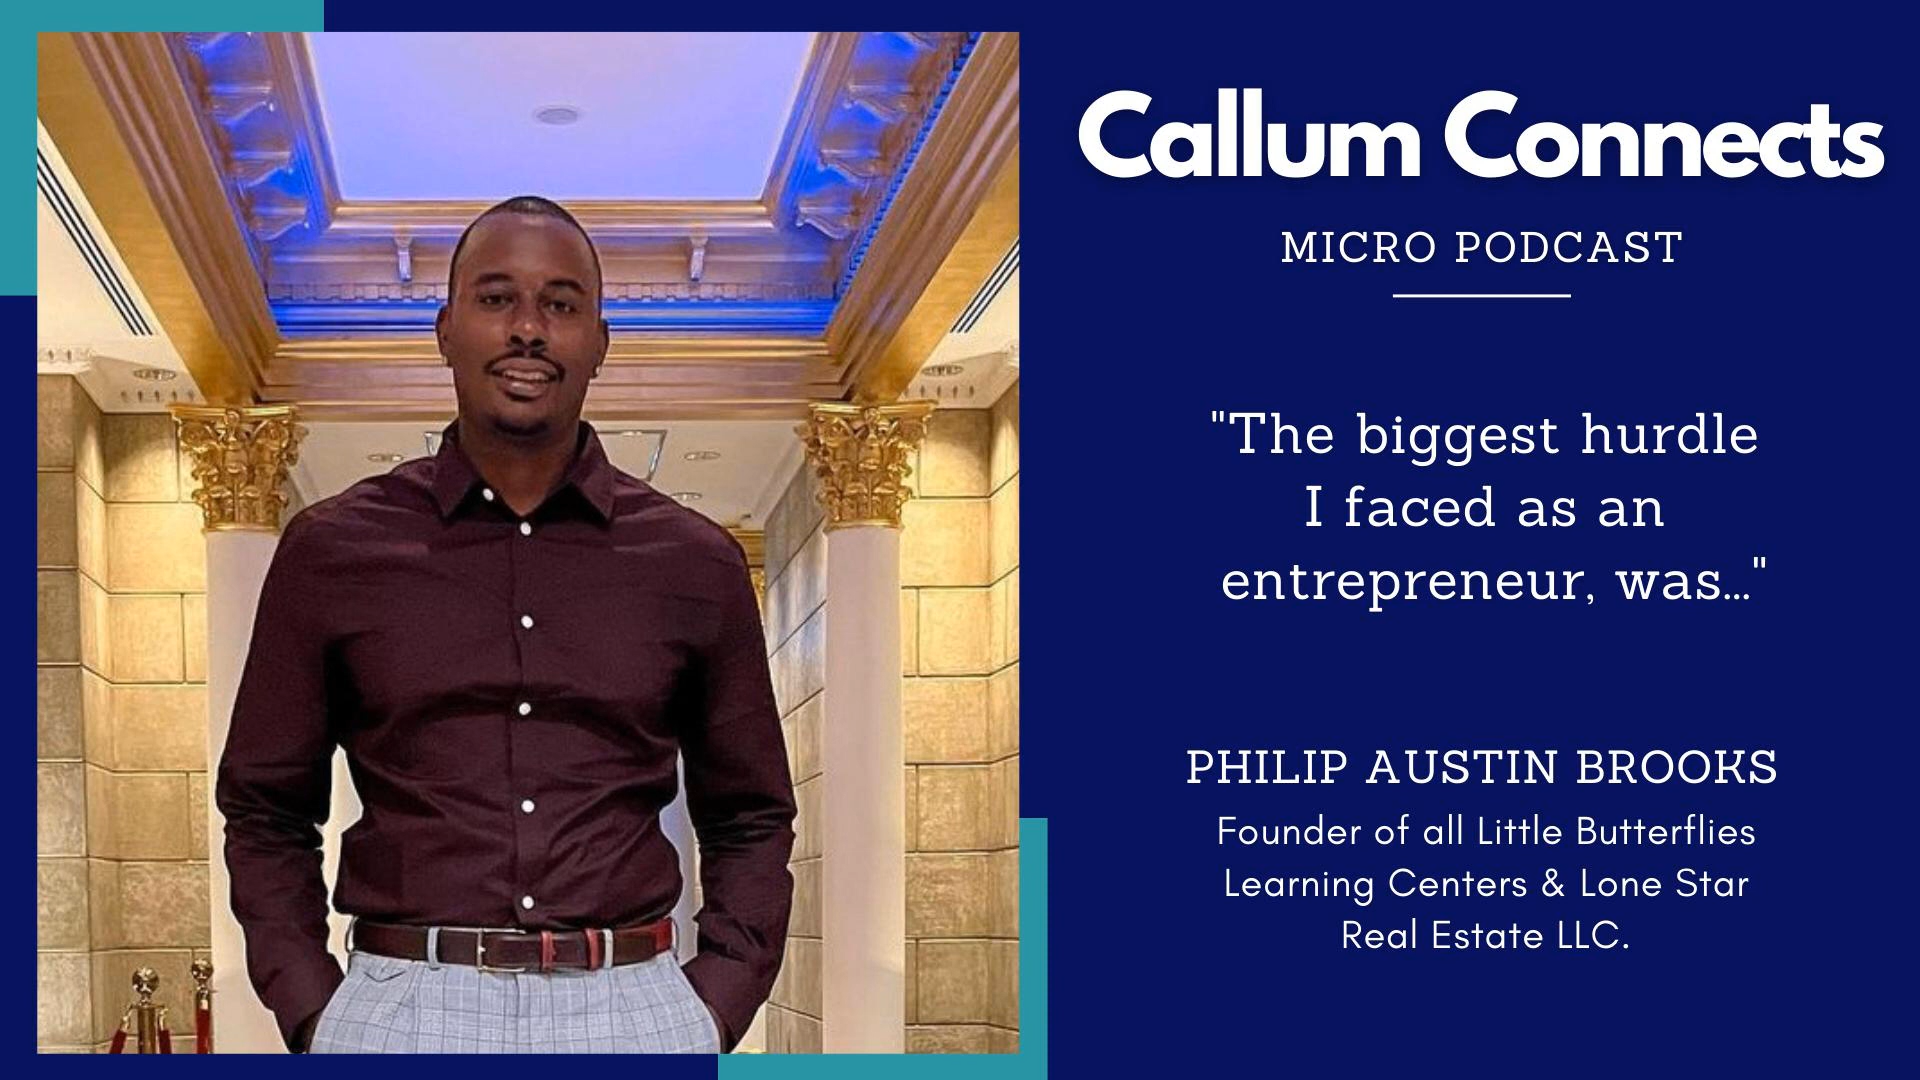 Callum Connects
MICRO PODCAST
"The biggest hurdle
I faced as an
entrepreneur, was..."
PHILIP AUSTIN BROOKS
Founder of all Little Butterflies
Learning Centers & Lone Star
Real Estate LLC.